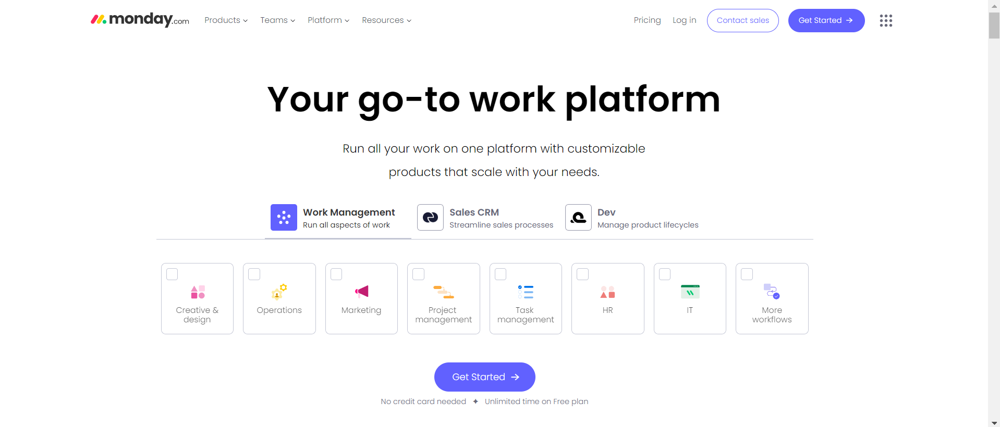 monday.com Products Teams Platform Resources Pricing Log in Contact sales Get Started
Your go-to work platform
Run all your work on one platform with customizable
products that scale with your needs.
Work Management
Run all aspects of work
Sales CRM
Streamline sales processes
Dev
Manage product lifecycles
Creative &
design
Operations
Marketing
Project
management
Task
management
HR
IT
More
workflows
Get Started
No credit card needed ✦ Unlimited time on Free plan